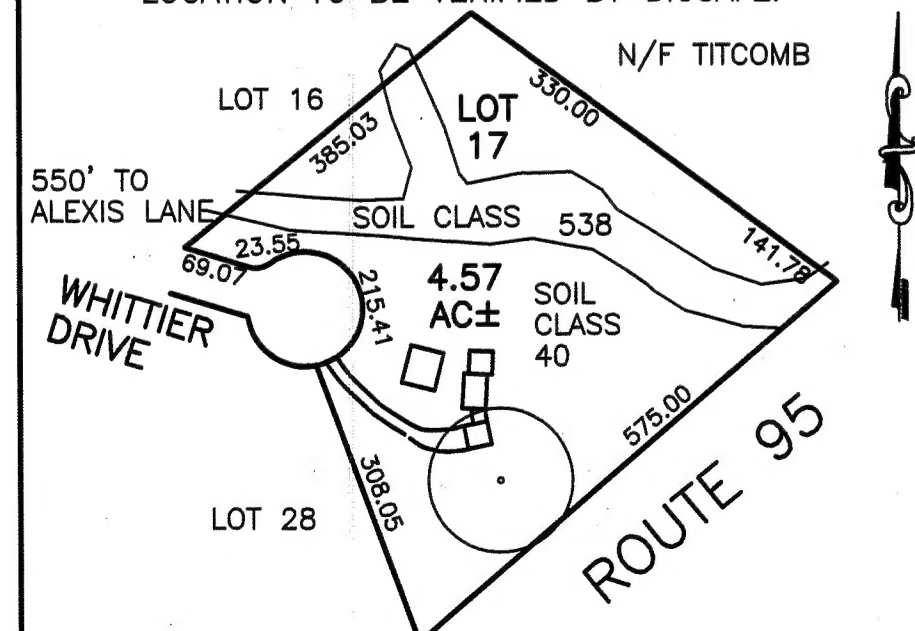 N/F TITCOMB
LOT 16
330.00
LOT
17
385.03
550' TO
ALEXIS LANE
SOIL CLASS 538
23.55
69.07
141.78
215.41
4.57
AC±
SOIL
CLASS
40
WHITTIER
DRIVE
575.00
ROUTE 95
308.05
LOT 28